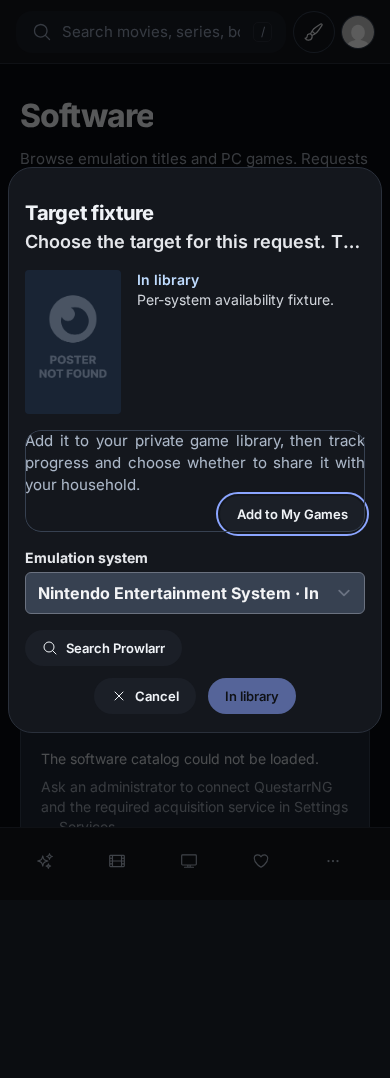 Search movies, series, bo
/
Software
Browse emulation titles and PC games. Requests
Target fixture
Choose the target for this request. T…
POSTER
NOT FOUND
In library
Per-system availability fixture.
Add it to your private game library, then track
progress and choose whether to share it with
your household.
Add to My Games
Emulation system
Nintendo Entertainment System · In
Search Prowlarr
Cancel
In library
The software catalog could not be loaded.
Ask an administrator to connect QuestarrNG
and the required acquisition service in Settings
Services